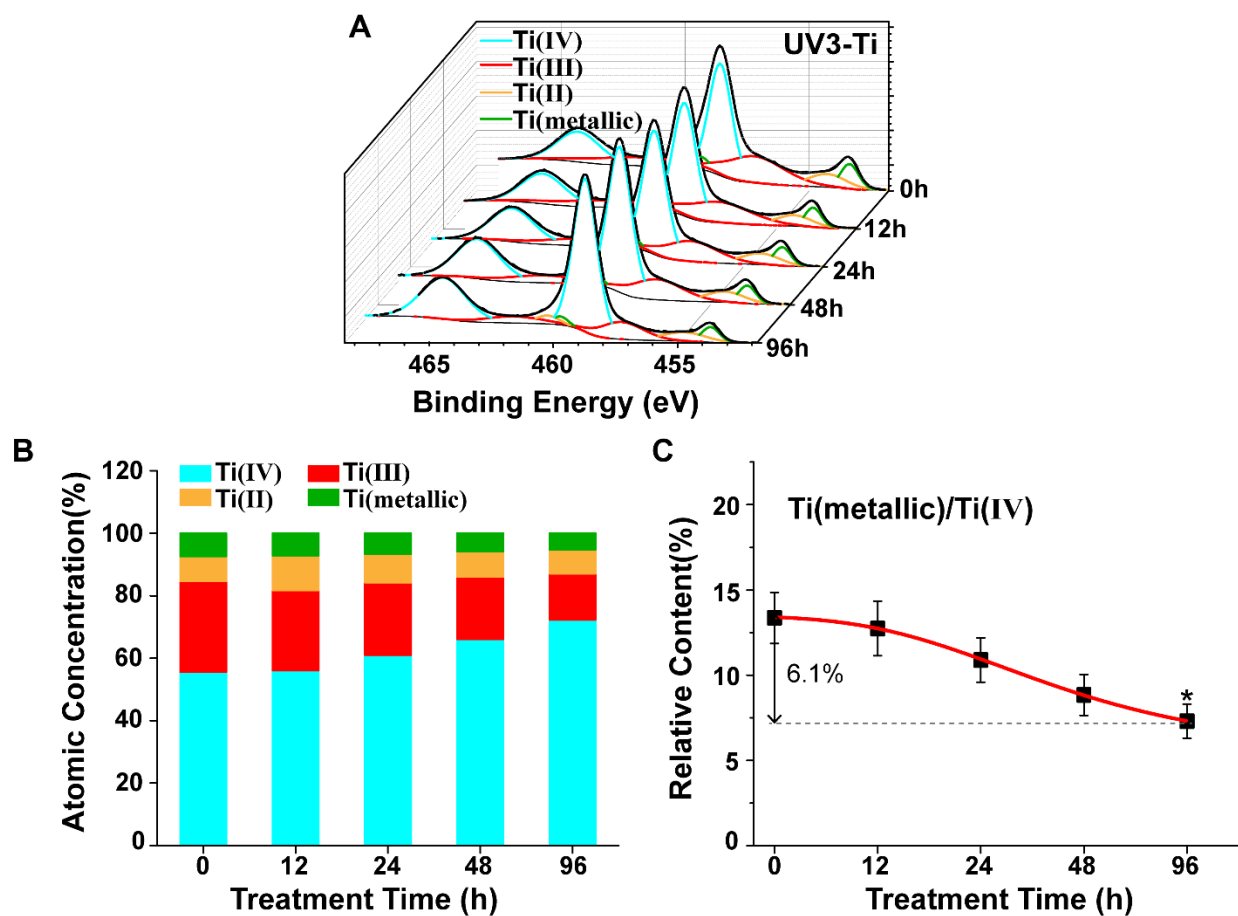 A
UV3-Ti
Ti(IV)
Ti(III)
Ti(II)
Ti(metallic)
0h
12h
24h
48h
96h
465 460 455
Binding Energy (eV)
B
Ti(IV) Ti(III)
Ti(II) Ti(metallic)
Atomic Concentration(%)
120
100
80
60
40
20
0
0 12 24 48 96
Treatment Time (h)
C
Ti(metallic)/Ti(IV)
Relative Content(%)
20
15
10
5
0
6.1%
*
0 12 24 48 96
Treatment Time (h)